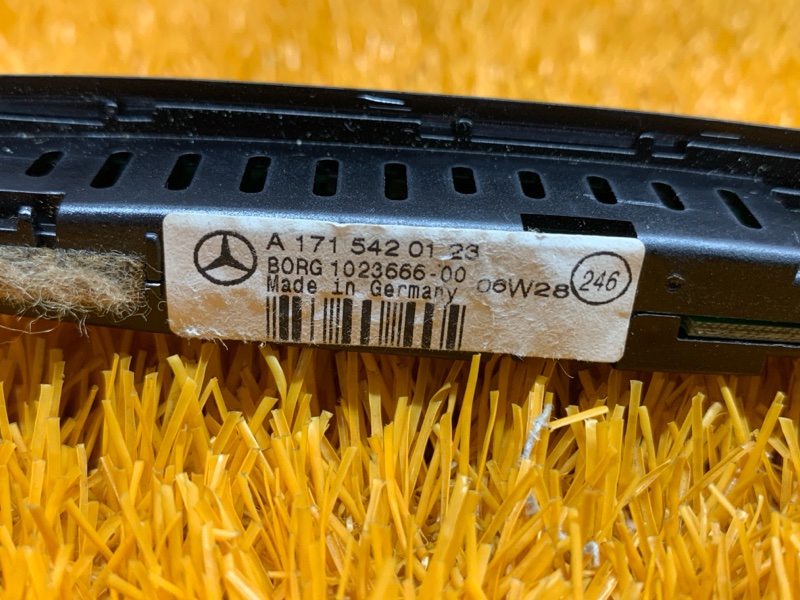 A 171 542 01 23
BORG 1023666-00
Made in Germany
06W28
246